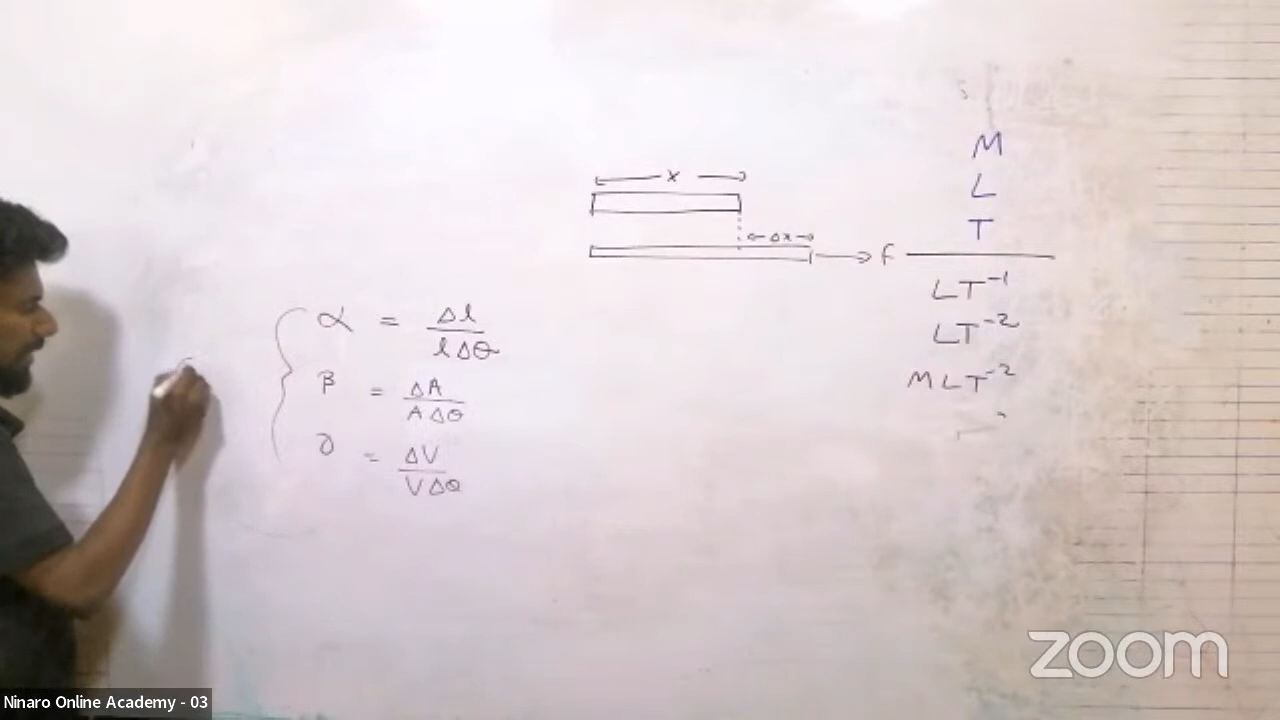 M
L
T
x
Δx
F
LT⁻¹
LT⁻²
MLT⁻²
α = Δl / lΔθ
β = ΔA / AΔθ
γ = ΔV / VΔθ
zoom
Ninaro Online Academy - 03